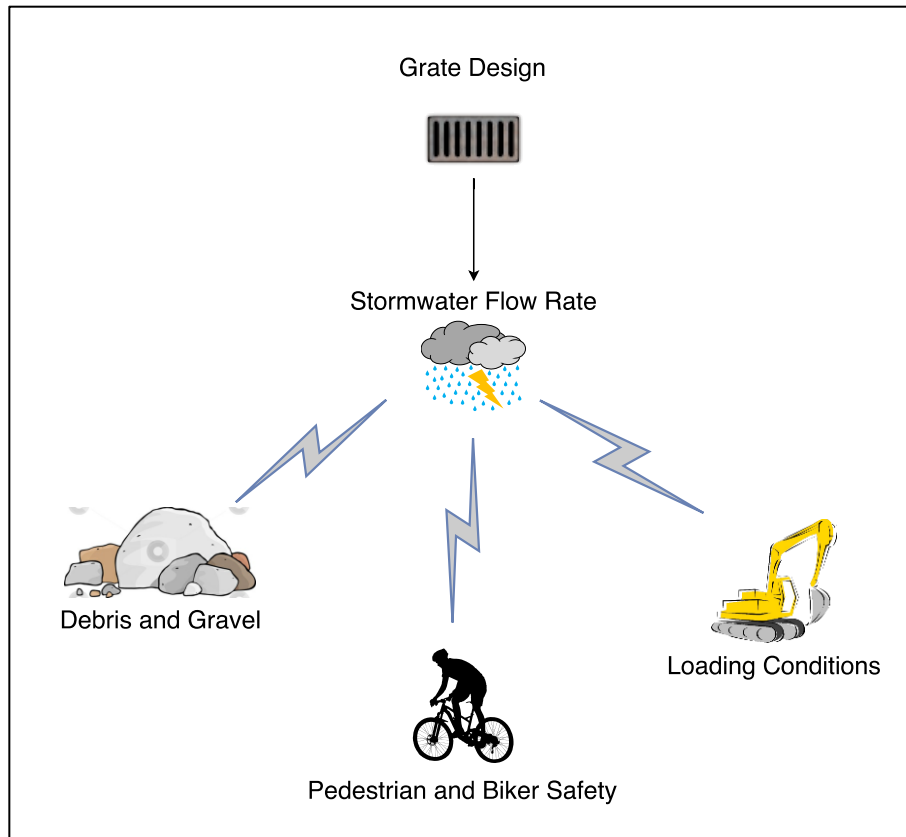 Grate Design
Stormwater Flow Rate
Debris and Gravel
Loading Conditions
Pedestrian and Biker Safety